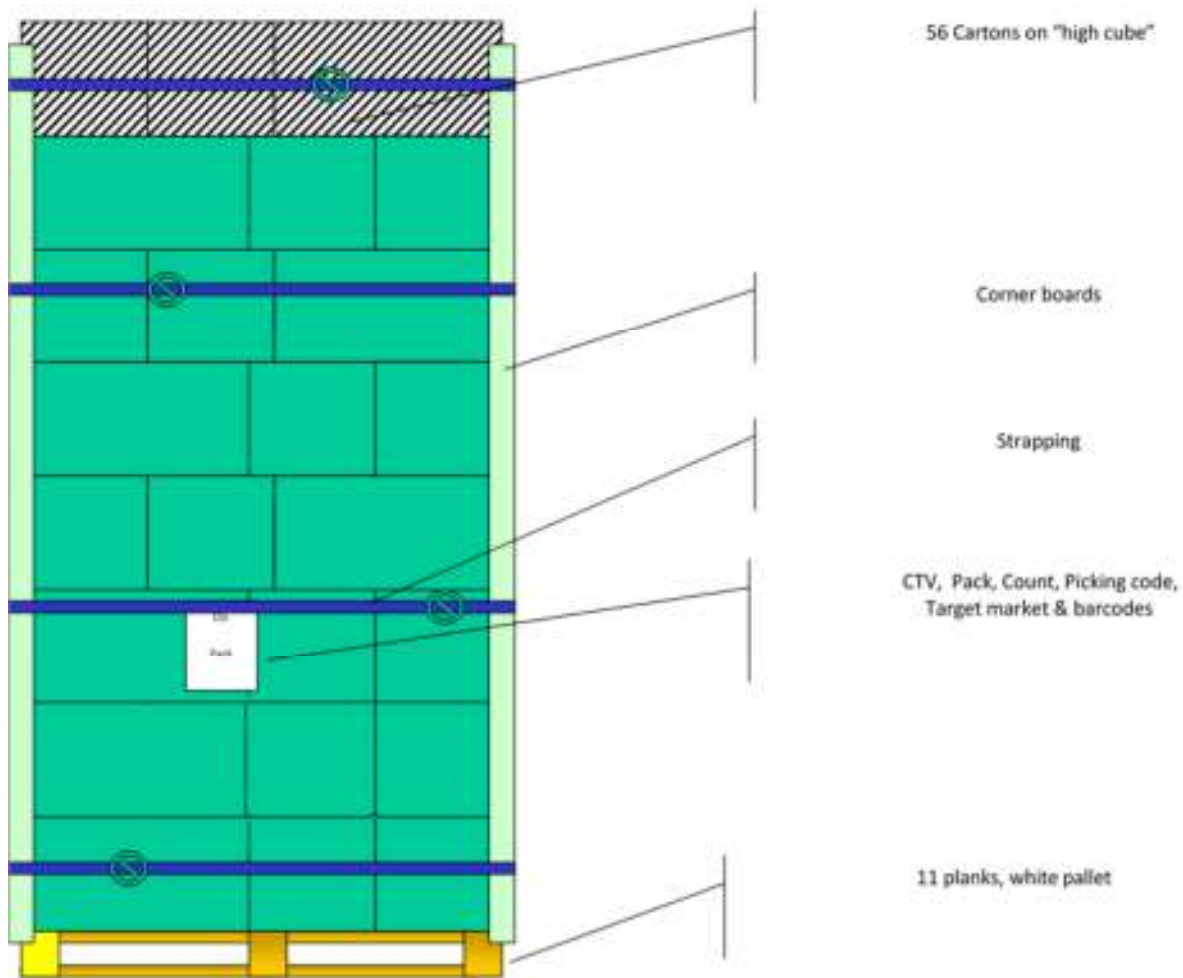 56 Cartons on "high cube"
Corner boards
Strapping
CTV, Pack, Count, Picking code,
Target market & barcodes
Pack
11 planks, white pallet